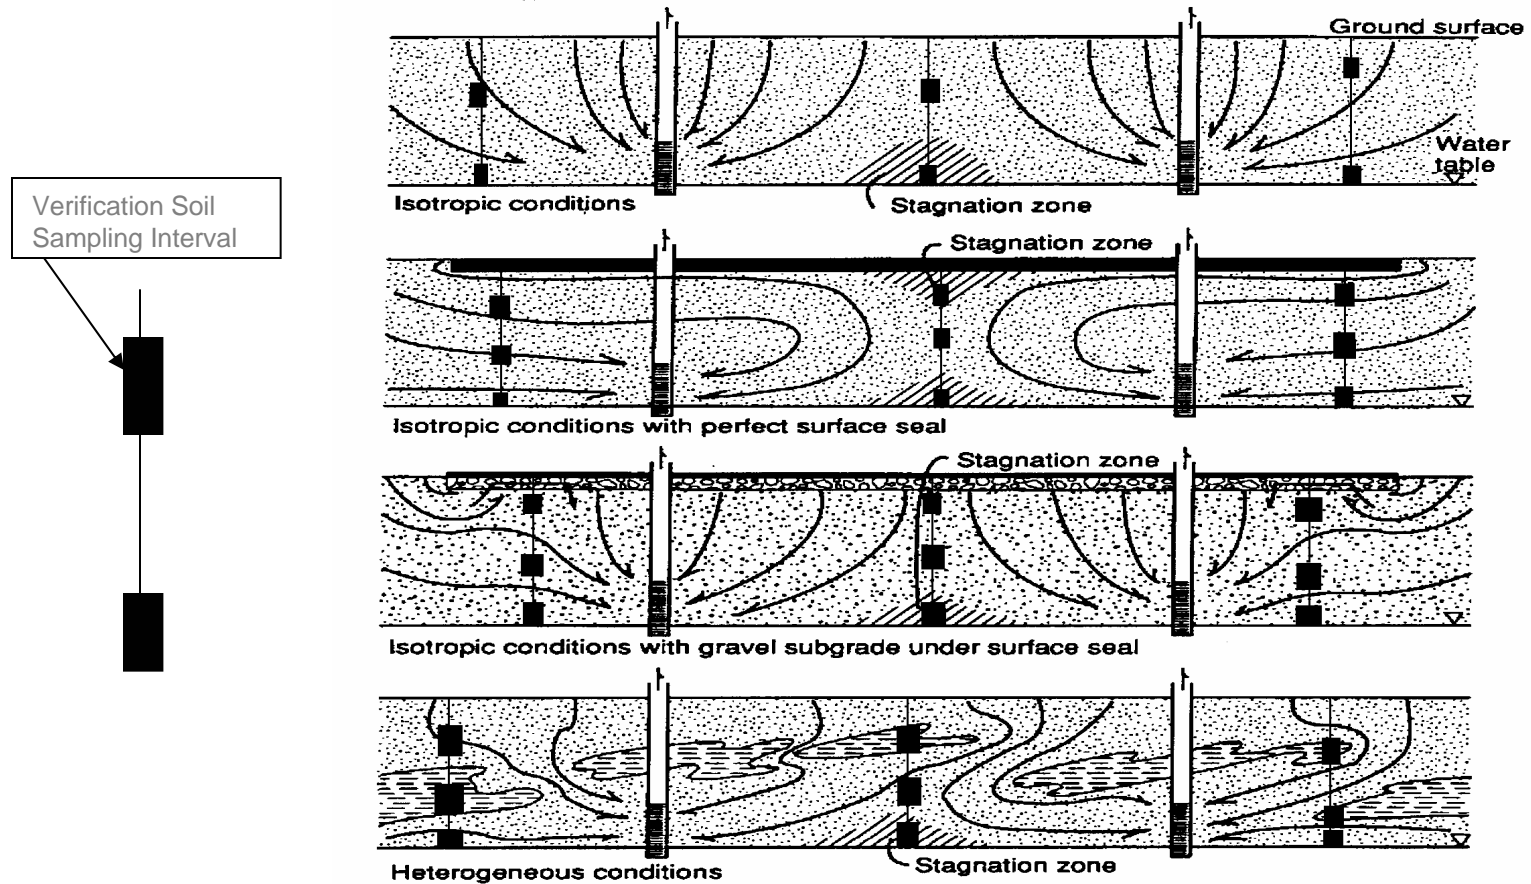 Ground surface
Verification Soil
Sampling Interval
Water
table
Isotropic conditions
Stagnation zone
Stagnation zone
Isotropic conditions with perfect surface seal
Stagnation zone
Isotropic conditions with gravel subgrade under surface seal
Stagnation zone
Heterogeneous conditions